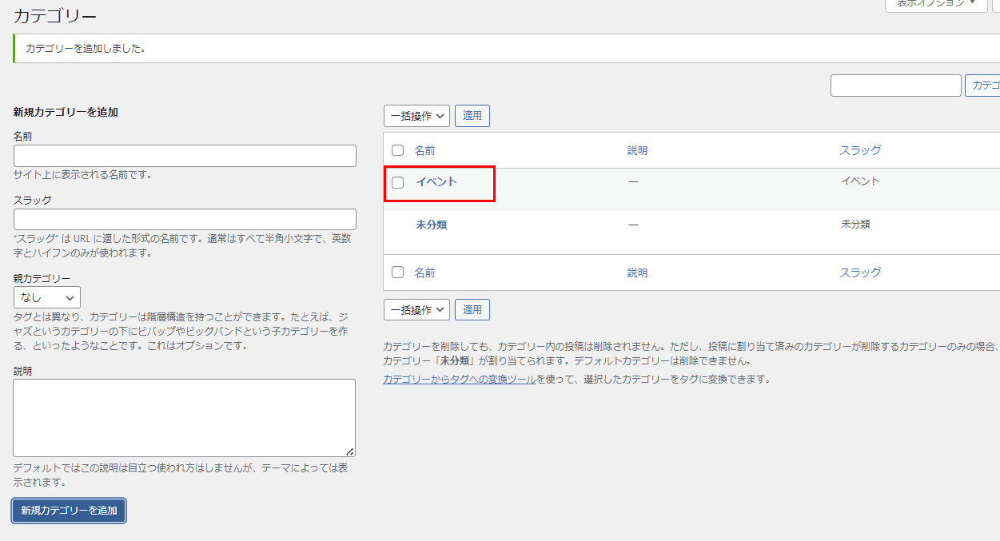 カテゴリー
表示オプション ▼
カテゴリーを追加しました。
カテゴ
新規カテゴリーを追加
名前
サイト上に表示される名前です。
スラッグ
"スラッグ" は URL に適した形式の名前です。通常はすべて半角小文字で、英数
字とハイフンのみが使われます。
親カテゴリー
なし
タグとは異なり、カテゴリーは階層構造を持つことができます。たとえば、ジ
ャズというカテゴリーの下にビバップやビッグバンドという子カテゴリーを作
る、といったようなことです。これはオプションです。
説明
デフォルトではこの説明は目立つ使われ方はしませんが、テーマによっては表
示されます。
新規カテゴリーを追加
一括操作 適用
名前 説明 スラッグ
イベント — イベント
未分類 — 未分類
名前 説明 スラッグ
一括操作 適用
カテゴリーを削除しても、カテゴリー内の投稿は削除されません。ただし、投稿に割り当て済みのカテゴリーが削除するカテゴリーのみの場合、
カテゴリー「未分類」が割り当てられます。デフォルトカテゴリーは削除できません。
カテゴリーからタグへの変換ツールを使って、選択したカテゴリーをタグに変換できます。